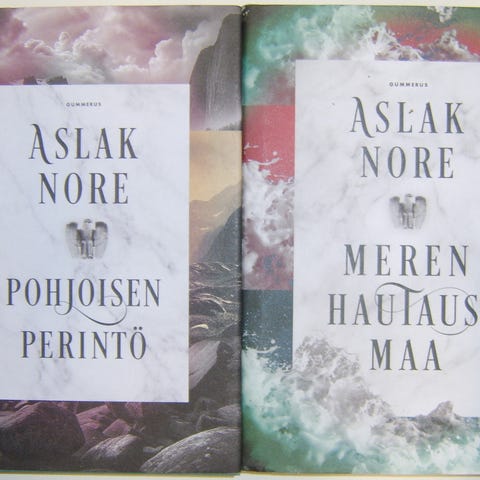 GUMMERUS
ASLAK
NORE
POHJOISEN
PERINTÖ
GUMMERUS
ASLAK
NORE
MEREN
HAUTAUS
MAA